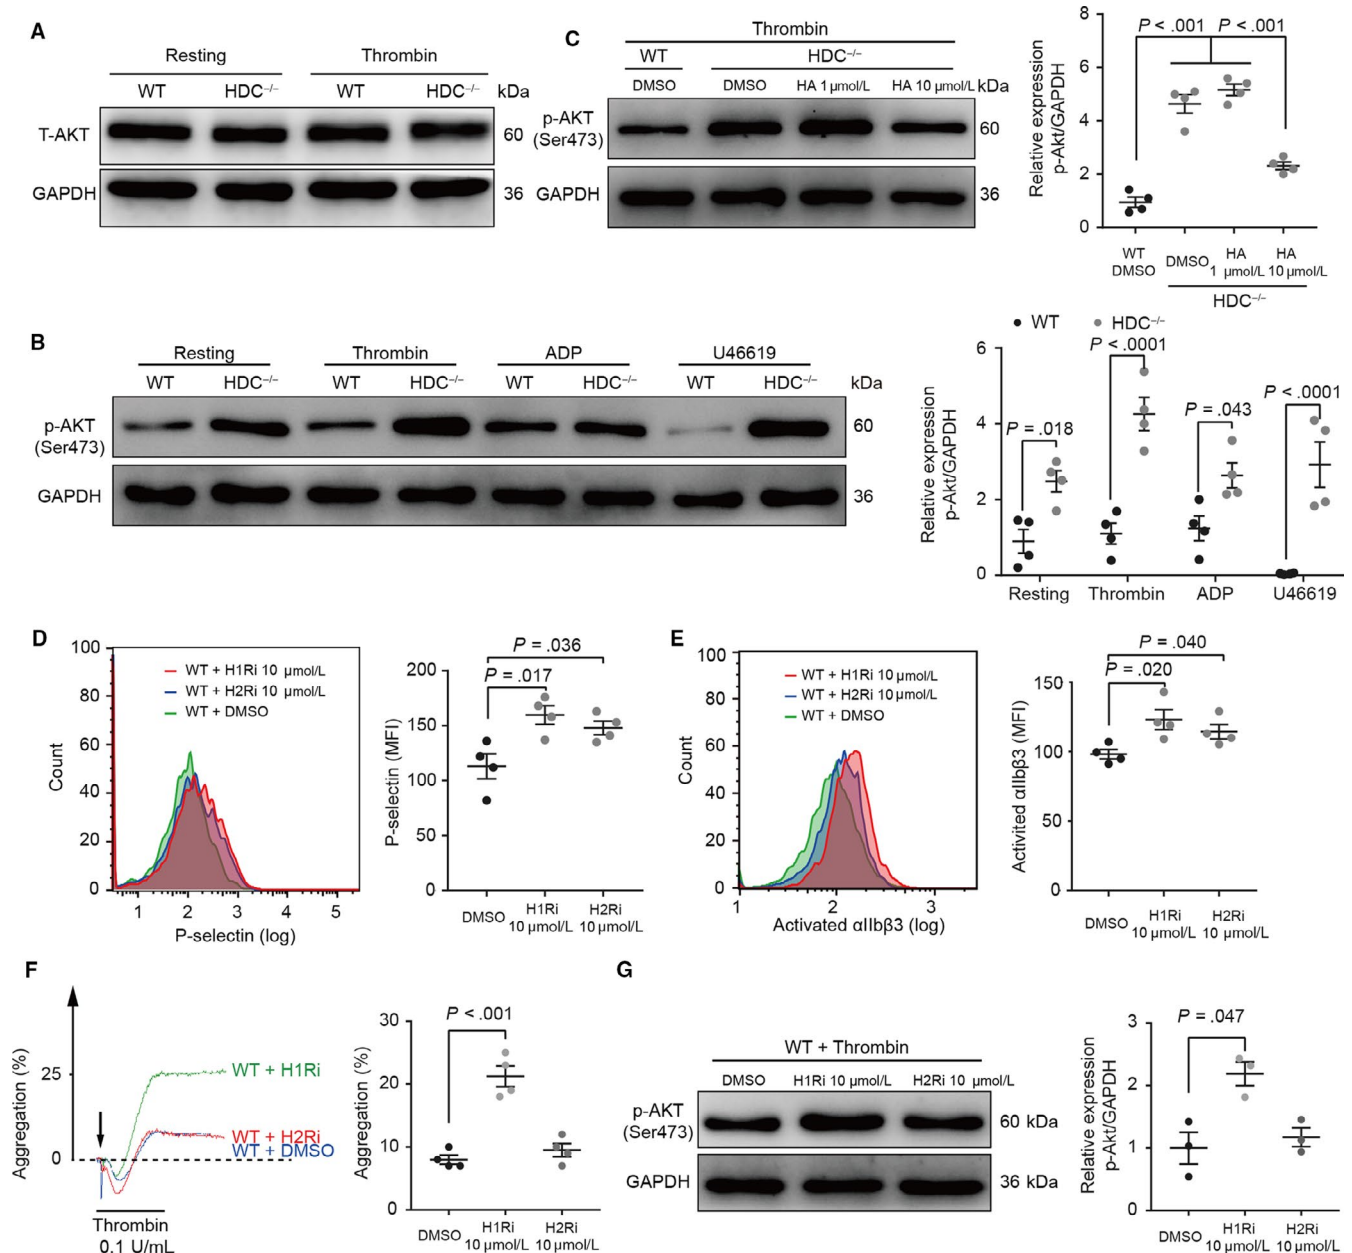 A
Resting
Thrombin
WT
HDC–/–
WT
HDC–/–
kDa
T-AKT
60
GAPDH
36
C
Thrombin
WT
HDC–/–
DMSO
DMSO
HA 1 μmol/L
HA 10 μmol/L
kDa
p-AKT
(Ser473)
60
GAPDH
36
Relative expression
p-Akt/GAPDH
8
6
4
2
0
P < .001
P < .001
WT
DMSO
DMSO
HA
1 μmol/L
HA
10 μmol/L
HDC–/–
B
Resting
Thrombin
ADP
U46619
WT
HDC–/–
WT
HDC–/–
WT
HDC–/–
WT
HDC–/–
kDa
p-AKT
(Ser473)
60
GAPDH
36
WT
HDC–/–
Relative expression
p-Akt/GAPDH
6
4
2
0
P = .018
P < .0001
P = .043
P < .0001
Resting
Thrombin
ADP
U46619
D
Count
100
80
60
40
20
0
WT + H1Ri 10 μmol/L
WT + H2Ri 10 μmol/L
WT + DMSO
1
2
3
4
5
P-selectin (log)
P-selectin (MFI)
200
150
100
50
0
P = .036
P = .017
DMSO
H1Ri
10 μmol/L
H2Ri
10 μmol/L
E
Count
100
80
60
40
20
0
WT + H1Ri 10 μmol/L
WT + H2Ri 10 μmol/L
WT + DMSO
1
2
3
Activated αIIbβ3 (log)
Activited αIIbβ3 (MFI)
150
100
50
0
P = .040
P = .020
DMSO
H1Ri
10 μmol/L
H2Ri
10 μmol/L
F
Aggregation (%)
25
0
WT + H1Ri
WT + H2Ri
WT + DMSO
Thrombin
0.1 U/mL
Aggregation (%)
30
20
10
0
P < .001
DMSO
H1Ri
10 μmol/L
H2Ri
10 μmol/L
G
WT + Thrombin
DMSO
H1Ri 10 μmol/L
H2Ri 10 μmol/L
p-AKT
(Ser473)
60 kDa
GAPDH
36 kDa
Relative expression
p-Akt/GAPDH
3
2
1
0
P = .047
DMSO
H1Ri
10 μmol/L
H2Ri
10 μmol/L